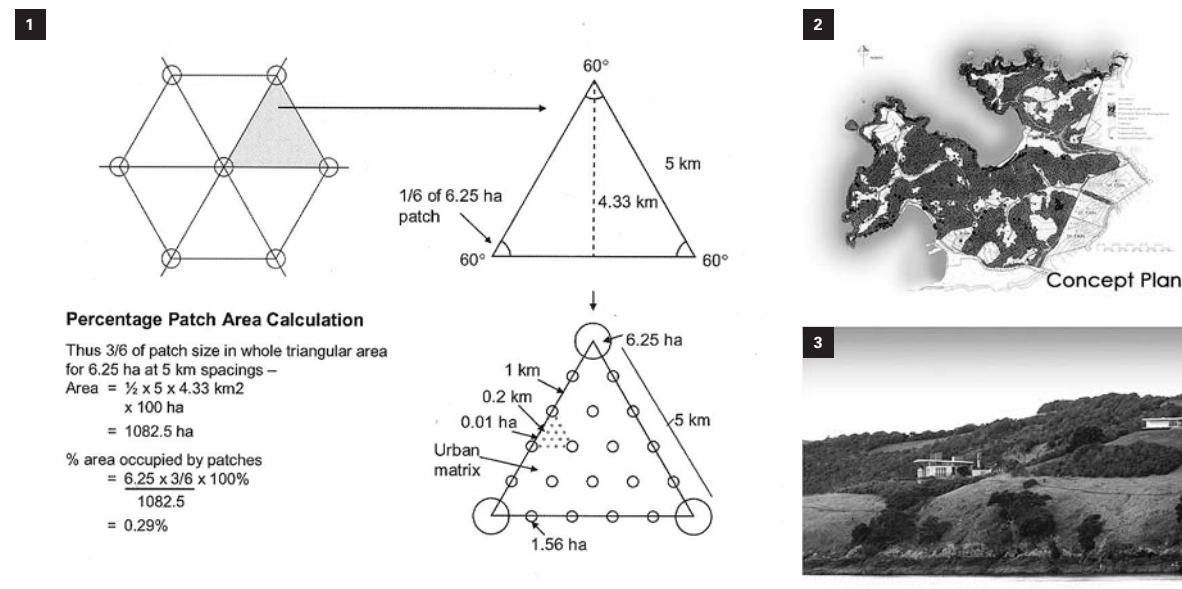 1
60°
5 km
1/6 of 6.25 ha
patch
4.33 km
60°
60°
Percentage Patch Area Calculation
Thus 3/6 of patch size in whole triangular area
for 6.25 ha at 5 km spacings –
Area = ½ x 5 x 4.33 km2
x 100 ha
= 1082.5 ha
% area occupied by patches
= 6.25 x 3/6 x 100%
1082.5
= 0.29%
6.25 ha
1 km
0.2 km
0.01 ha
5 km
Urban
matrix
1.56 ha
2
Concept Plan
3